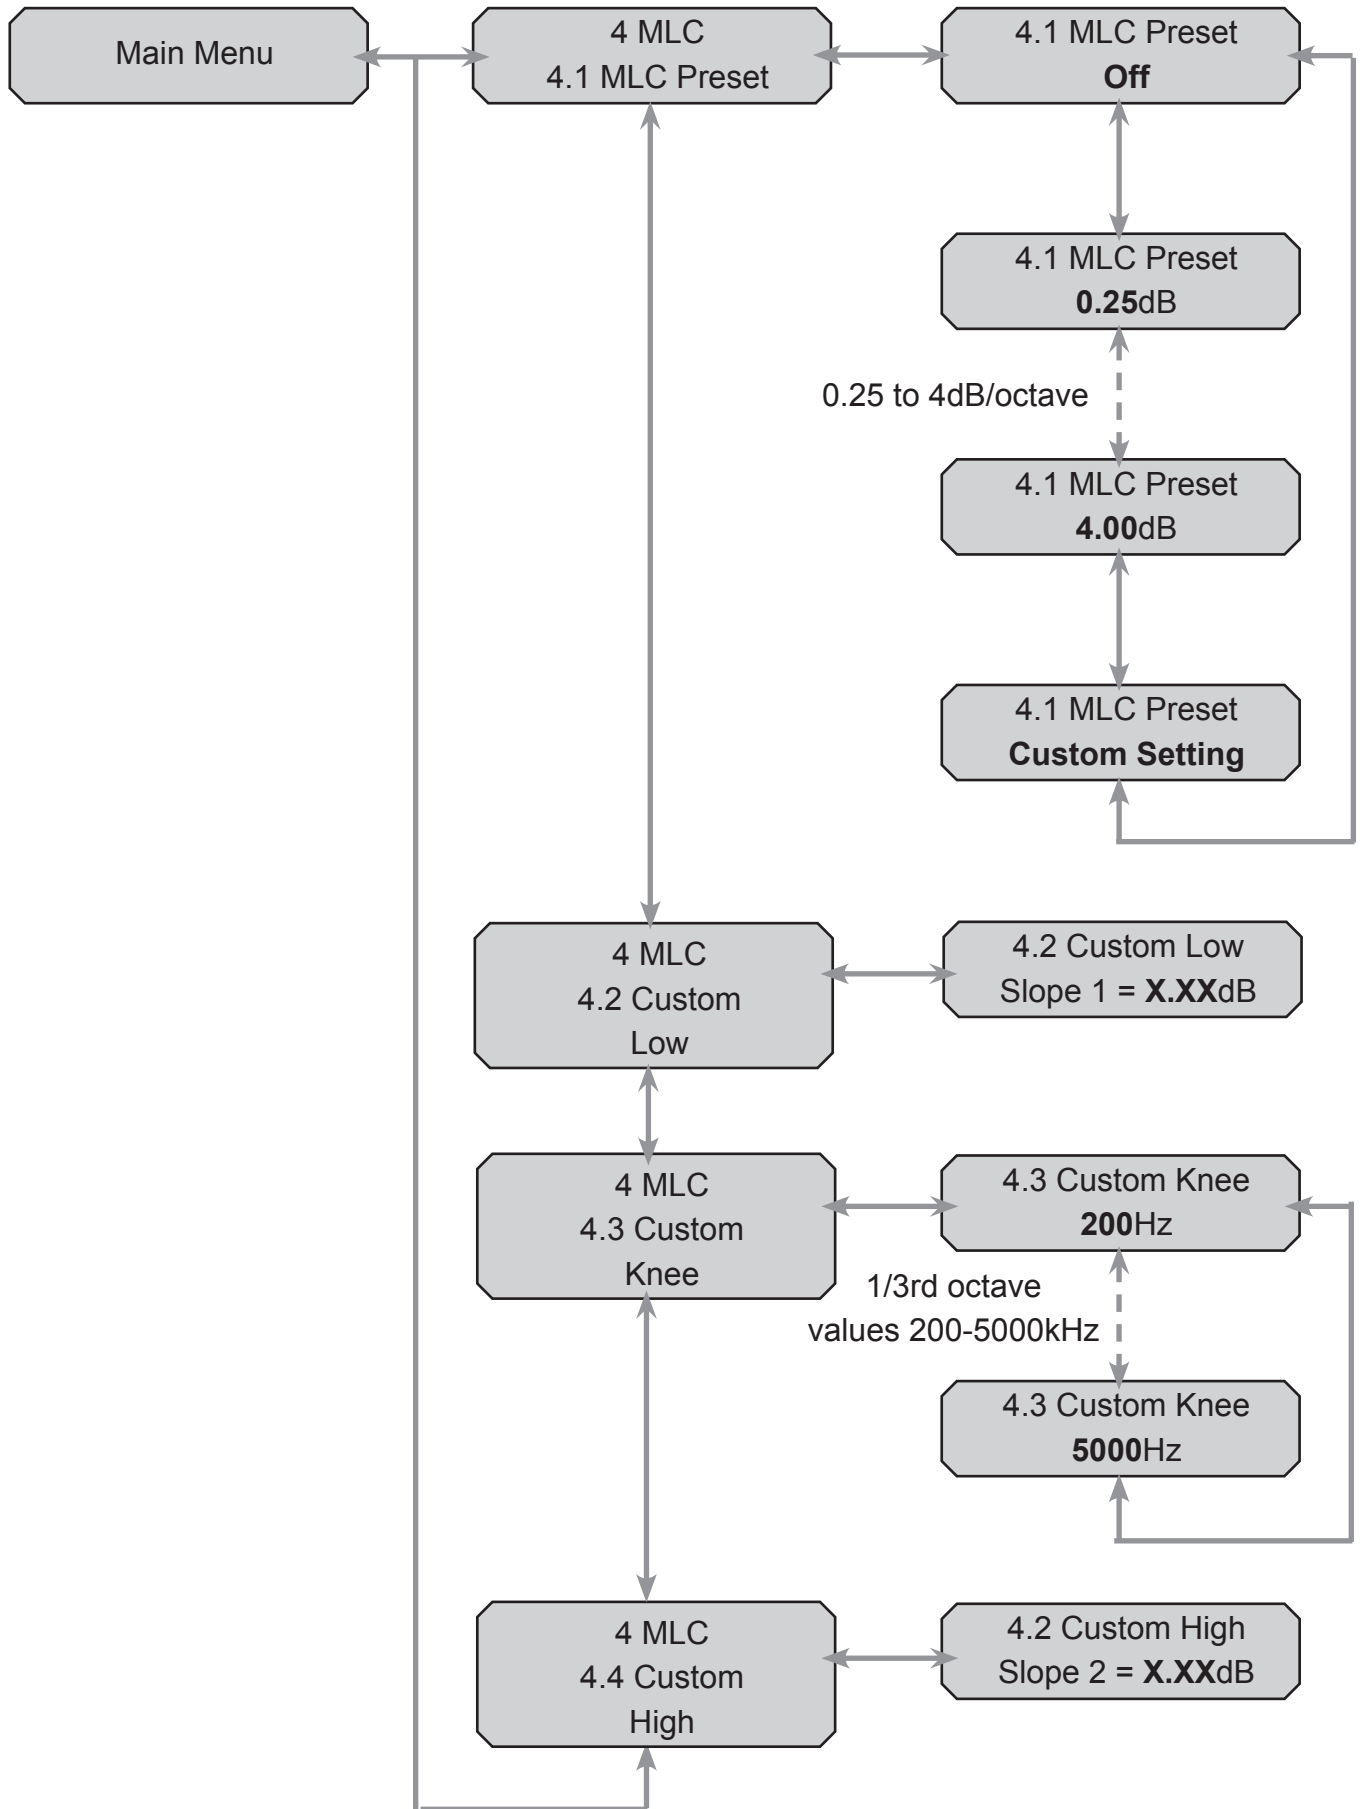 Main Menu
4 MLC
4.1 MLC Preset
4.1 MLC Preset
Off
4.1 MLC Preset
0.25dB
0.25 to 4dB/octave
4.1 MLC Preset
4.00dB
4.1 MLC Preset
Custom Setting
4 MLC
4.2 Custom
Low
4.2 Custom Low
Slope 1 = X.XXdB
4 MLC
4.3 Custom
Knee
4.3 Custom Knee
200Hz
1/3rd octave
values 200-5000kHz
4.3 Custom Knee
5000Hz
4 MLC
4.4 Custom
High
4.2 Custom High
Slope 2 = X.XXdB